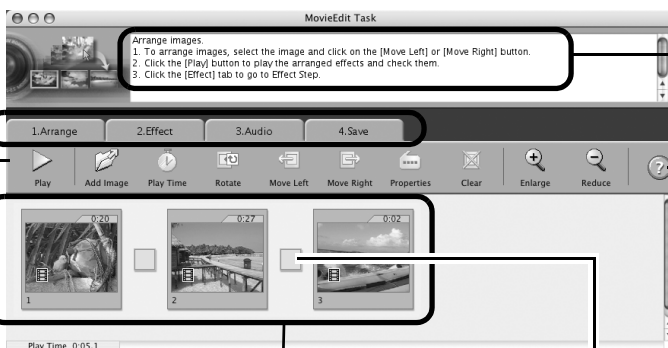 MovieEdit Task
Arrange images.
1. To arrange images, select the image and click on the [Move Left] or [Move Right] button.
2. Click the [Play] button to play the arranged effects and check them.
3. Click the [Effect] tab to go to Effect Step.
1.Arrange 2.Effect 3.Audio 4.Save
Play Add Image Play Time Rotate Move Left Move Right Properties Clear Enlarge Reduce ?
0:20 0:27 0:02
1 2 3
Play Time 0:05.1